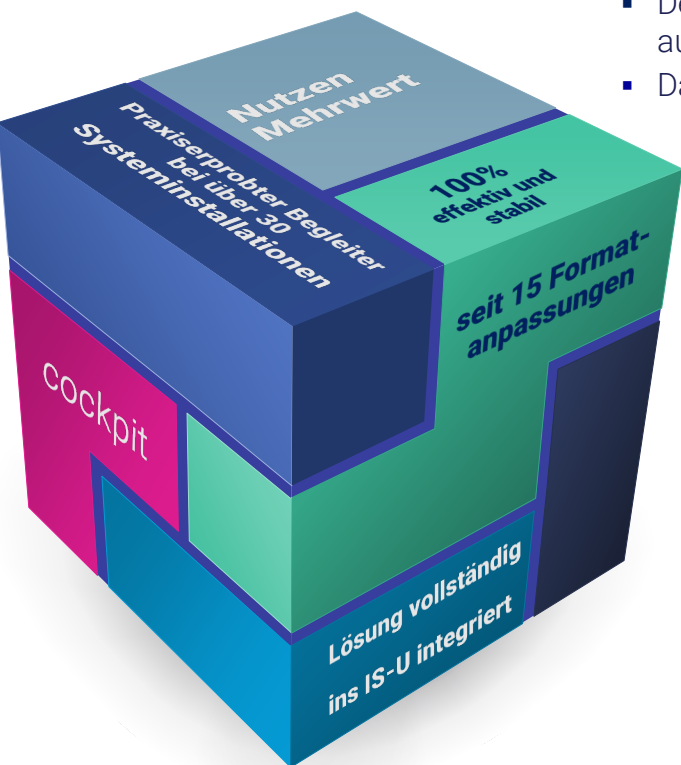 Nutzen
Mehrwert
Praxiserprobter Begleiter
bei über 30
Systeminstallationen
100%
effektiv und
stabil
seit 15 Format-
anpassungen
cockpit
Lösung vollständig
ins IS-U integriert